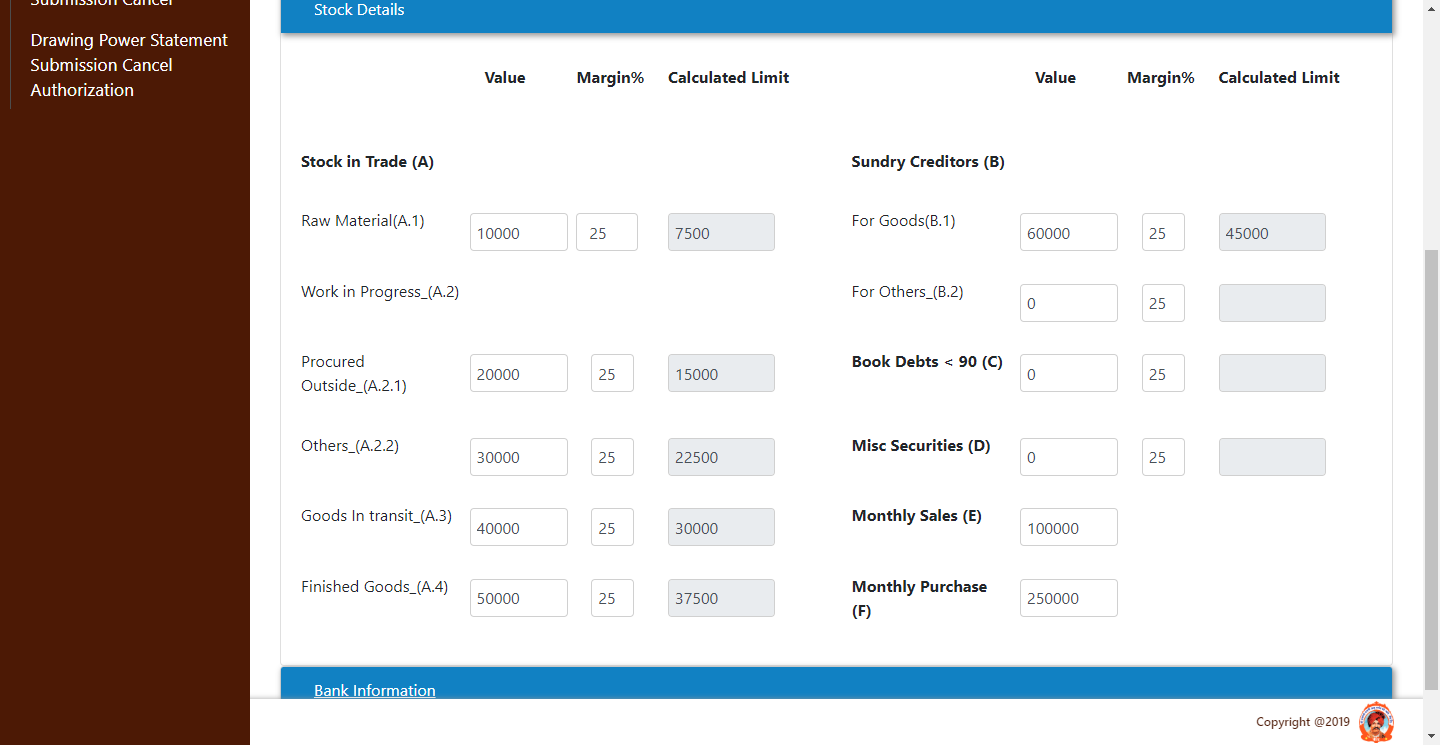 Submission Cancel
Drawing Power Statement
Submission Cancel
Authorization
Stock Details
Value Margin% Calculated Limit Value Margin% Calculated Limit
Stock in Trade (A) Sundry Creditors (B)
Raw Material(A.1) 10000 25 7500 For Goods(B.1) 60000 25 45000
Work in Progress_(A.2) For Others_(B.2) 0 25
Procured
Outside_(A.2.1) 20000 25 15000 Book Debts < 90 (C) 0 25
Others_(A.2.2) 30000 25 22500 Misc Securities (D) 0 25
Goods In transit_(A.3) 40000 25 30000 Monthly Sales (E) 100000
Finished Goods_(A.4) 50000 25 37500 Monthly Purchase
(F) 250000
Bank Information
Copyright @2019